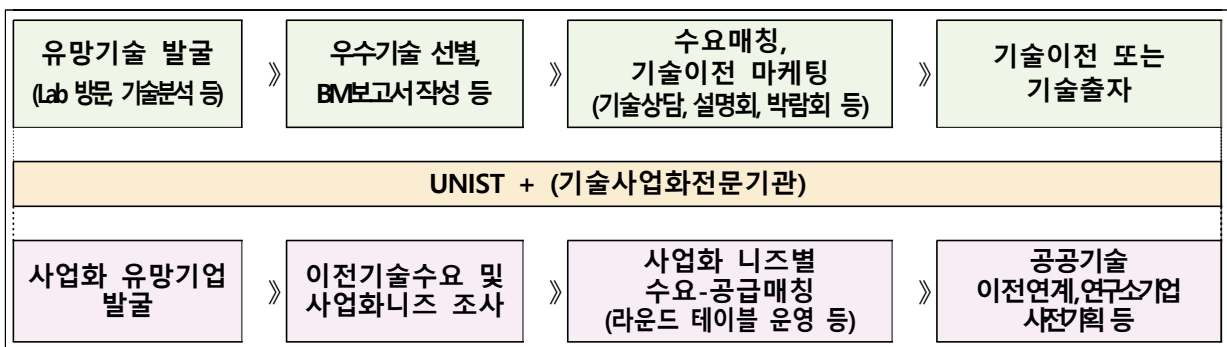 유망기술 발굴
(Lab 방문, 기술분석 등)
》
우수기술 선별,
BM보고서 작성 등
》
수요매칭,
기술이전 마케팅
(기술상담, 설명회, 박람회 등)
》
기술이전 또는
기술출자
UNIST + (기술사업화전문기관)
사업화 유망기업
발굴
》
이전기술수요 및
사업화니즈 조사
》
사업화 니즈별
수요-공급매칭
(라운드 테이블 운영 등)
》
공공기술
이전연계,연구소기업
사전기획 등